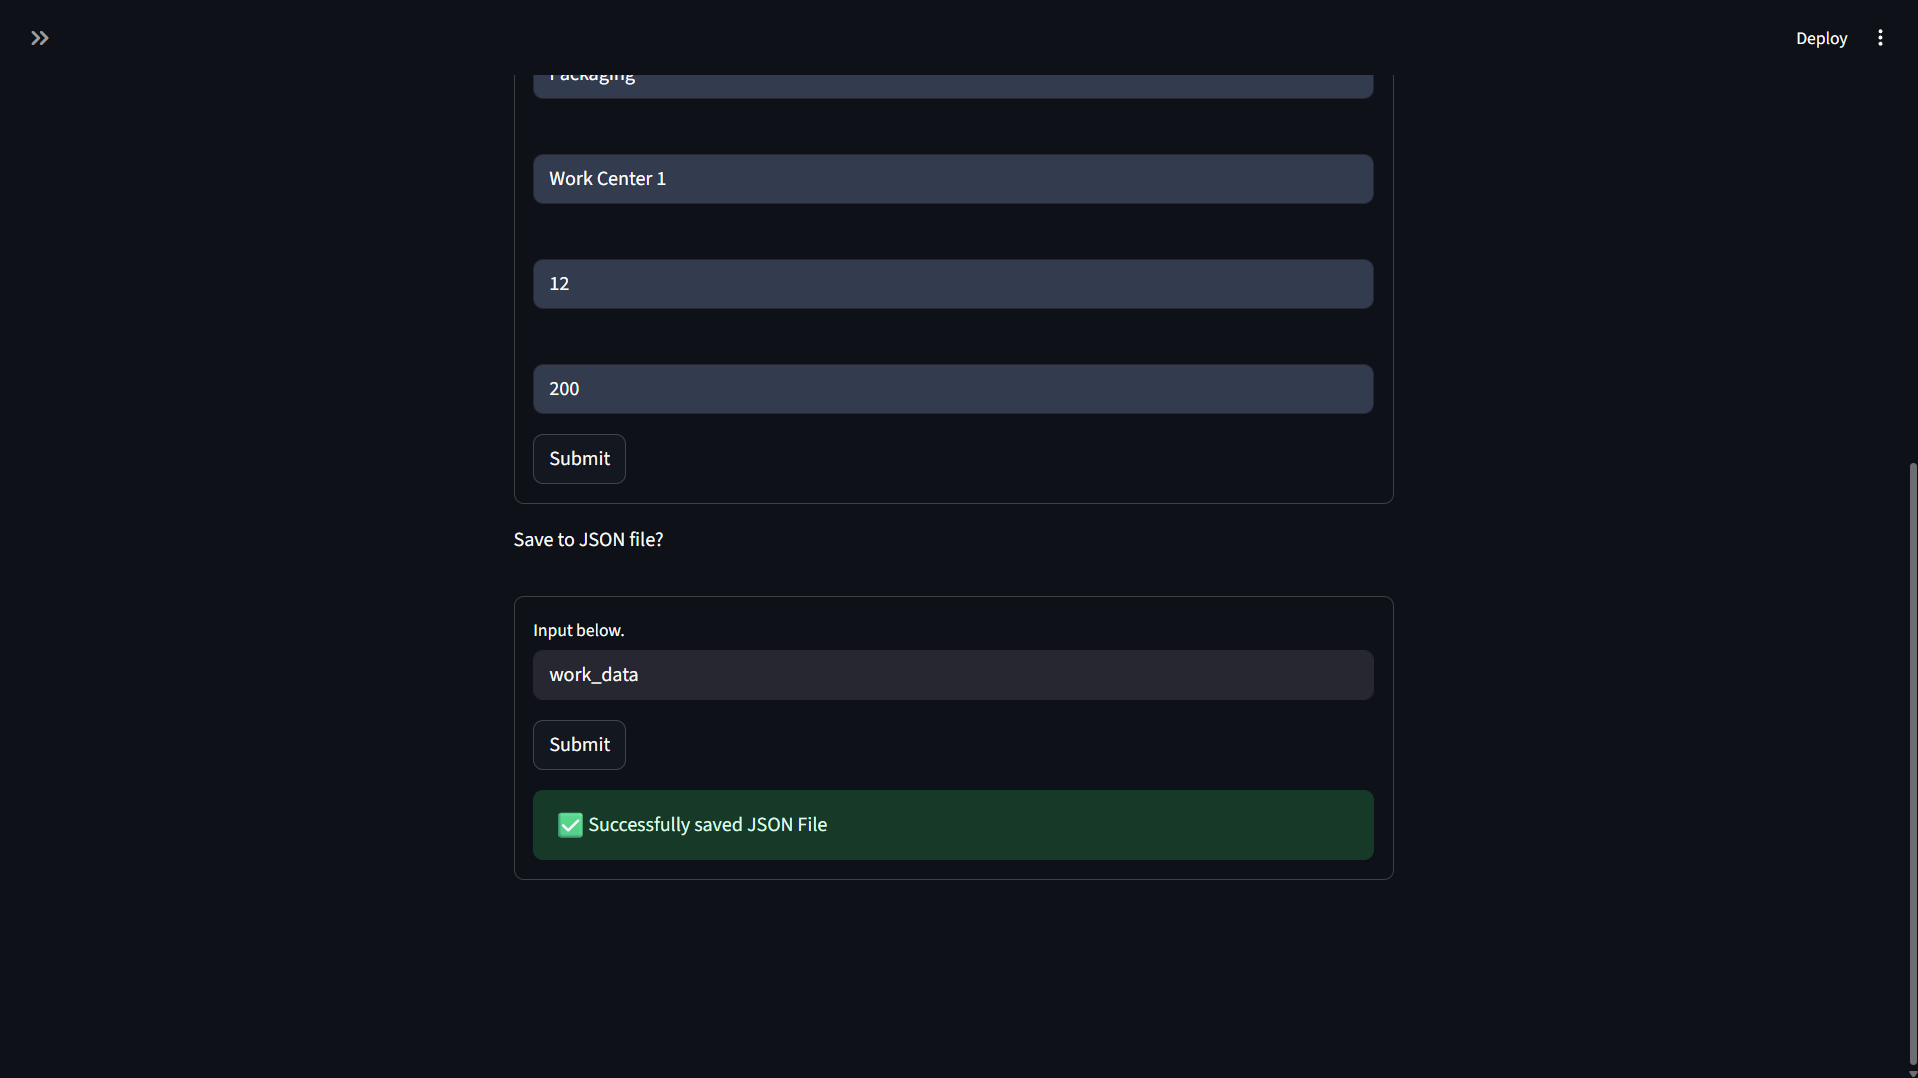 Deploy
Packaging
Work Center 1
12
200
Submit
Save to JSON file?
Input below.
work_data
Submit
Successfully saved JSON File